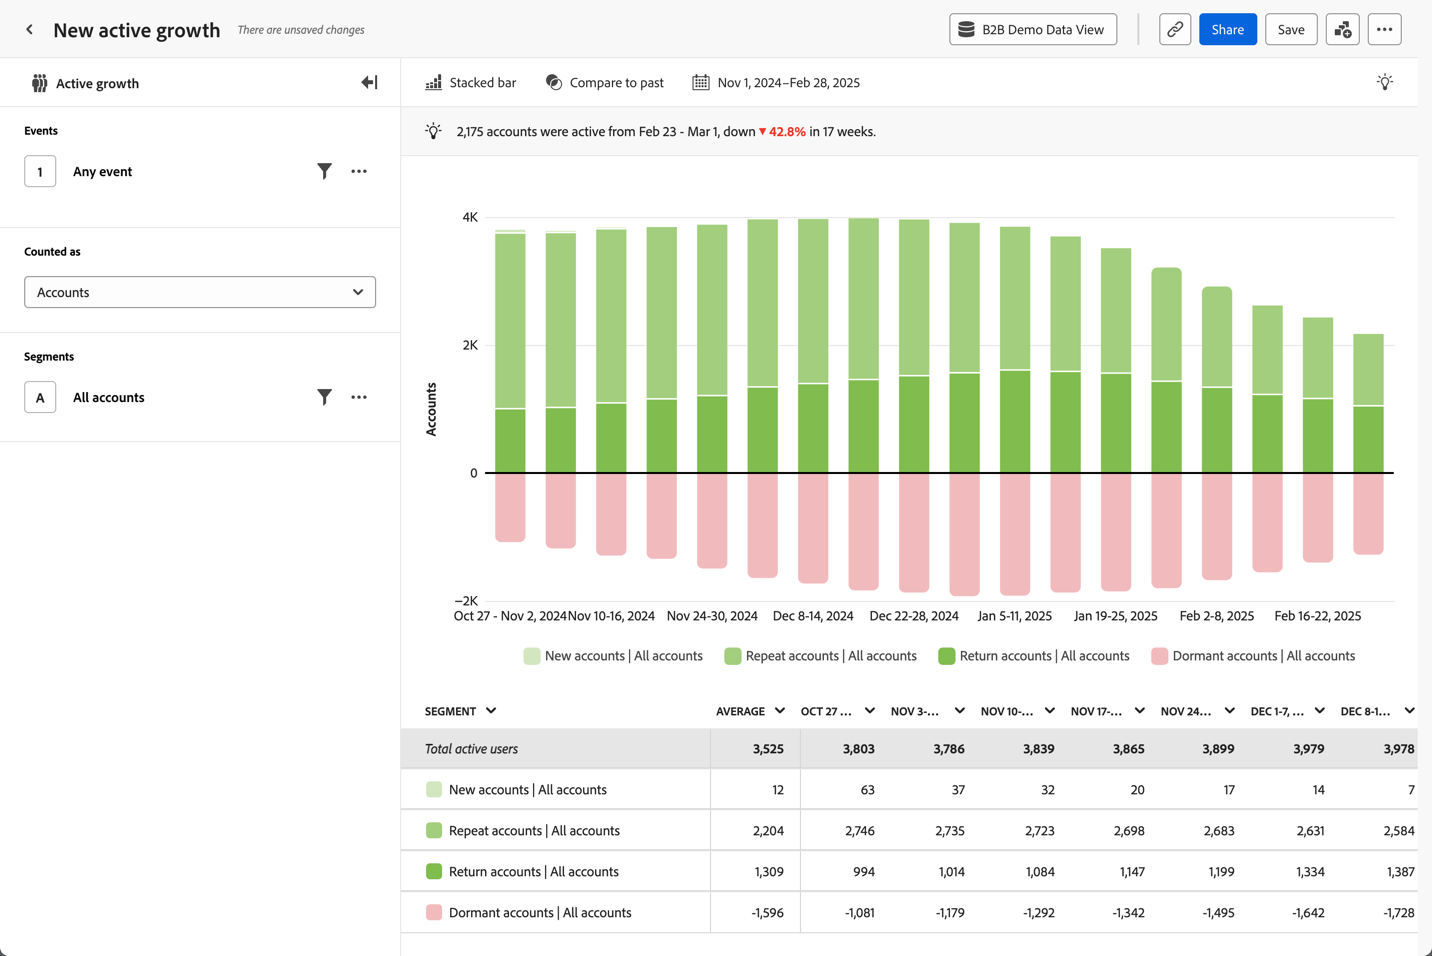 New active growth There are unsaved changes B2B Demo Data View Share Save
Active growth Stacked bar Compare to past Nov 1, 2024–Feb 28, 2025
2,175 accounts were active from Feb 23 - Mar 1, down ▼42.8% in 17 weeks.
Events
1 Any event
Counted as
Accounts
Segments
A All accounts
4K
2K
Accounts
0
−2K
Oct 27 - Nov 2, 2024 Nov 10-16, 2024 Nov 24-30, 2024 Dec 8-14, 2024 Dec 22-28, 2024 Jan 5-11, 2025 Jan 19-25, 2025 Feb 2-8, 2025 Feb 16-22, 2025
New accounts | All accounts Repeat accounts | All accounts Return accounts | All accounts Dormant accounts | All accounts
SEGMENT AVERAGE OCT 27 ... NOV 3-... NOV 10-... NOV 17-... NOV 24... DEC 1-7, ... DEC 8-1...
Total active users 3,525 3,803 3,786 3,839 3,865 3,899 3,979 3,978
New accounts | All accounts 12 63 37 32 20 17 14 7
Repeat accounts | All accounts 2,204 2,746 2,735 2,723 2,698 2,683 2,631 2,584
Return accounts | All accounts 1,309 994 1,014 1,084 1,147 1,199 1,334 1,387
Dormant accounts | All accounts -1,596 -1,081 -1,179 -1,292 -1,342 -1,495 -1,642 -1,728